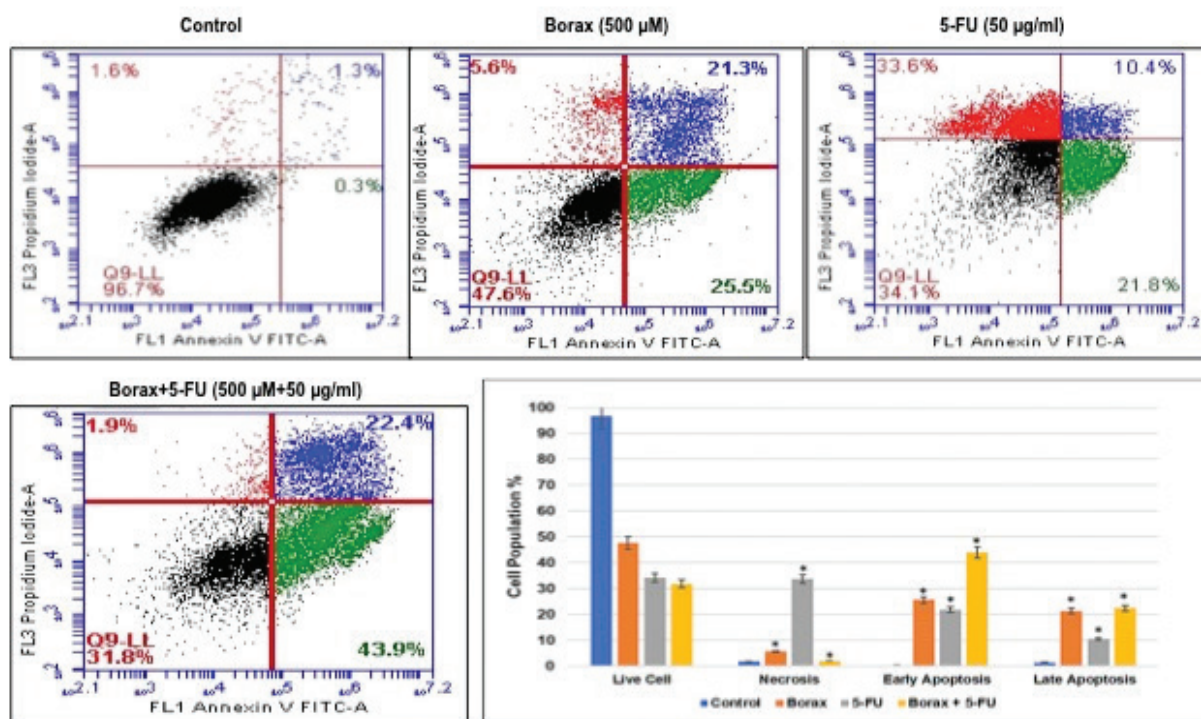 Control
1.6%
1.3%
0.3%
Q9-LL
96.7%
FL3 Propidium Iodide-A
FL1 Annexin V FITC-A
Borax (500 µM)
5.6%
21.3%
Q9-LL
47.6%
25.5%
FL3 Propidium Iodide-A
FL1 Annexin V FITC-A
5-FU (50 µg/ml)
33.6%
10.4%
Q9-LL
34.1%
21.8%
FL3 Propidium Iodide-A
FL1 Annexin V FITC-A
Borax+5-FU (500 µM+50 µg/ml)
1.9%
22.4%
Q9-LL
31.8%
43.9%
FL3 Propidium Iodide-A
FL1 Annexin V FITC-A
Cell Population %
100
90
80
70
60
50
40
30
20
10
0
* * * * * * * * *
Live Cell Necrosis Early Apoptosis Late Apoptosis
Control Borax 5-FU Borax + 5-FU